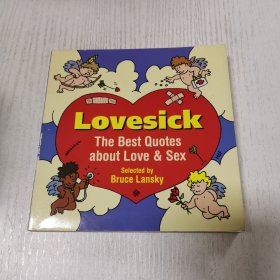 Lovesick
The Best Quotes
about Love & Sex
Selected by
Bruce Lansky